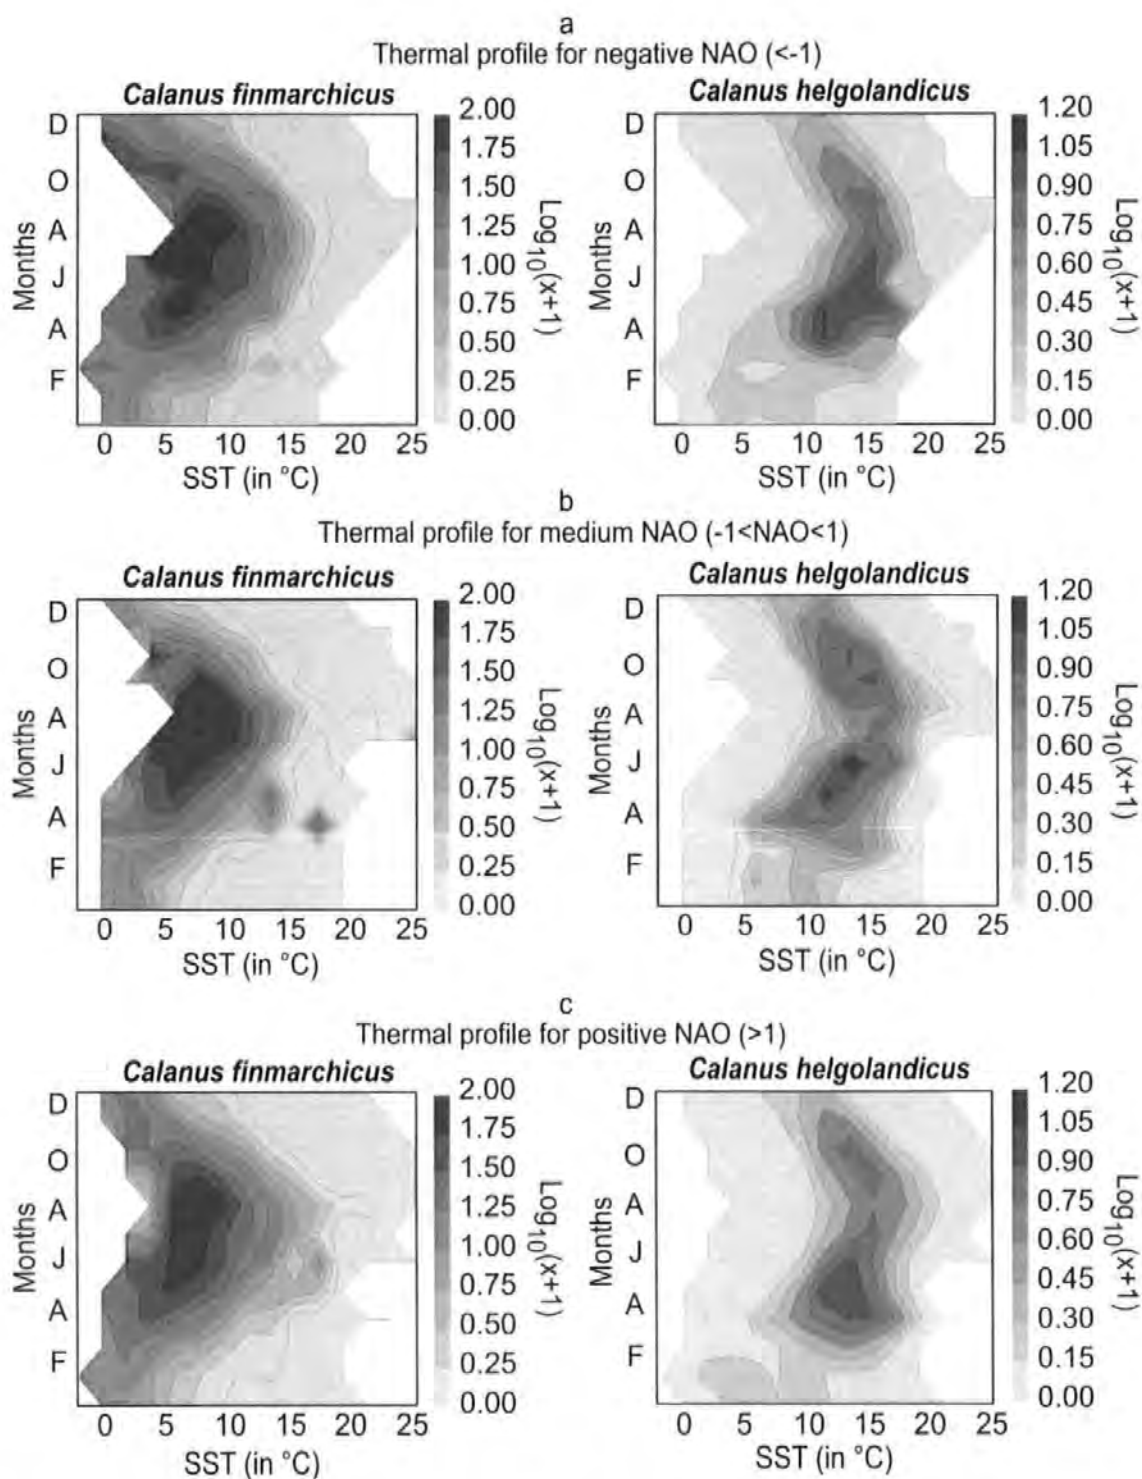 a
Thermal profile for negative NAO (<-1)
Calanus finmarchicus
D
O
A
J
A
F
Months
0 5 10 15 20 25
SST (in °C)
2.00
1.75
1.50
1.25
1.00
0.75
0.50
0.25
0.00
Log10(x+1)
Calanus helgolandicus
D
O
A
J
A
F
Months
0 5 10 15 20 25
SST (in °C)
1.20
1.05
0.90
0.75
0.60
0.45
0.30
0.15
0.00
Log10(x+1)
b
Thermal profile for medium NAO (-1<NAO<1)
Calanus finmarchicus
D
O
A
J
A
F
Months
0 5 10 15 20 25
SST (in °C)
2.00
1.75
1.50
1.25
1.00
0.75
0.50
0.25
0.00
Log10(x+1)
Calanus helgolandicus
D
O
A
J
A
F
Months
0 5 10 15 20 25
SST (in °C)
1.20
1.05
0.90
0.75
0.60
0.45
0.30
0.15
0.00
Log10(x+1)
c
Thermal profile for positive NAO (>1)
Calanus finmarchicus
D
O
A
J
A
F
Months
0 5 10 15 20 25
SST (in °C)
2.00
1.75
1.50
1.25
1.00
0.75
0.50
0.25
0.00
Log10(x+1)
Calanus helgolandicus
D
O
A
J
A
F
Months
0 5 10 15 20 25
SST (in °C)
1.20
1.05
0.90
0.75
0.60
0.45
0.30
0.15
0.00
Log10(x+1)